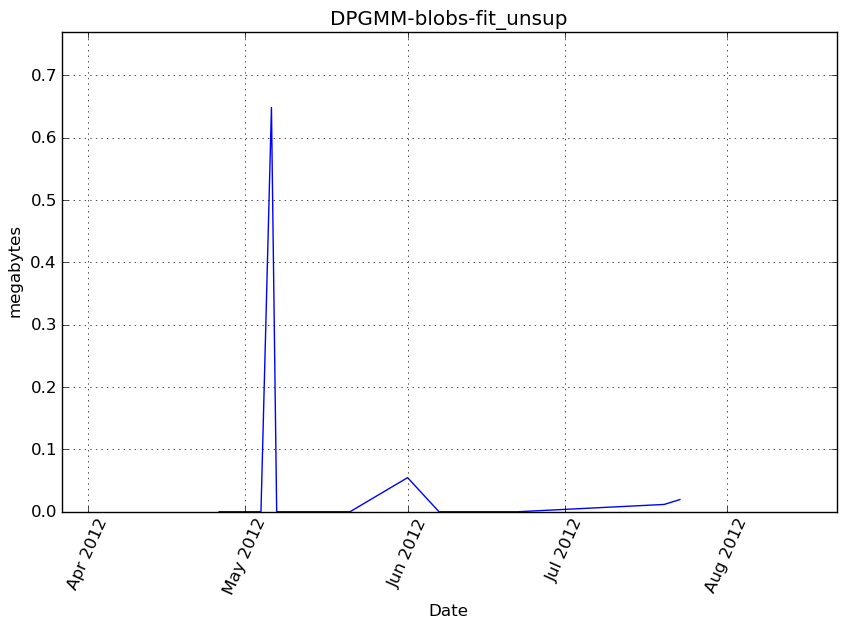 DPGMM-blobs-fit_unsup
megabytes
0.7
0.6
0.5
0.4
0.3
0.2
0.1
0.0
Apr 2012
May 2012
Jun 2012
Jul 2012
Aug 2012
Date